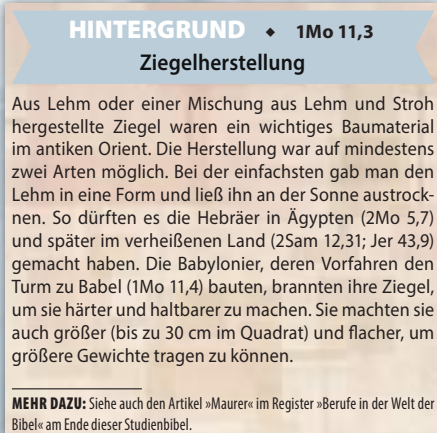 HINTERGRUND ◆ 1Mo 11,3
Ziegelherstellung
Aus Lehm oder einer Mischung aus Lehm und Stroh
hergestellte Ziegel waren ein wichtiges Baumaterial
im antiken Orient. Die Herstellung war auf mindestens
zwei Arten möglich. Bei der einfachsten gab man den
Lehm in eine Form und ließ ihn an der Sonne austrock-
nen. So dürften es die Hebräer in Ägypten (2Mo 5,7)
und später im verheißenen Land (2Sam 12,31; Jer 43,9)
gemacht haben. Die Babylonier, deren Vorfahren den
Turm zu Babel (1Mo 11,4) bauten, brannten ihre Ziegel,
um sie härter und haltbarer zu machen. Sie machten sie
auch größer (bis zu 30 cm im Quadrat) und flacher, um
größere Gewichte tragen zu können.
MEHR DAZU: Siehe auch den Artikel »Maurer« im Register »Berufe in der Welt der
Bibel« am Ende dieser Studienbibel.